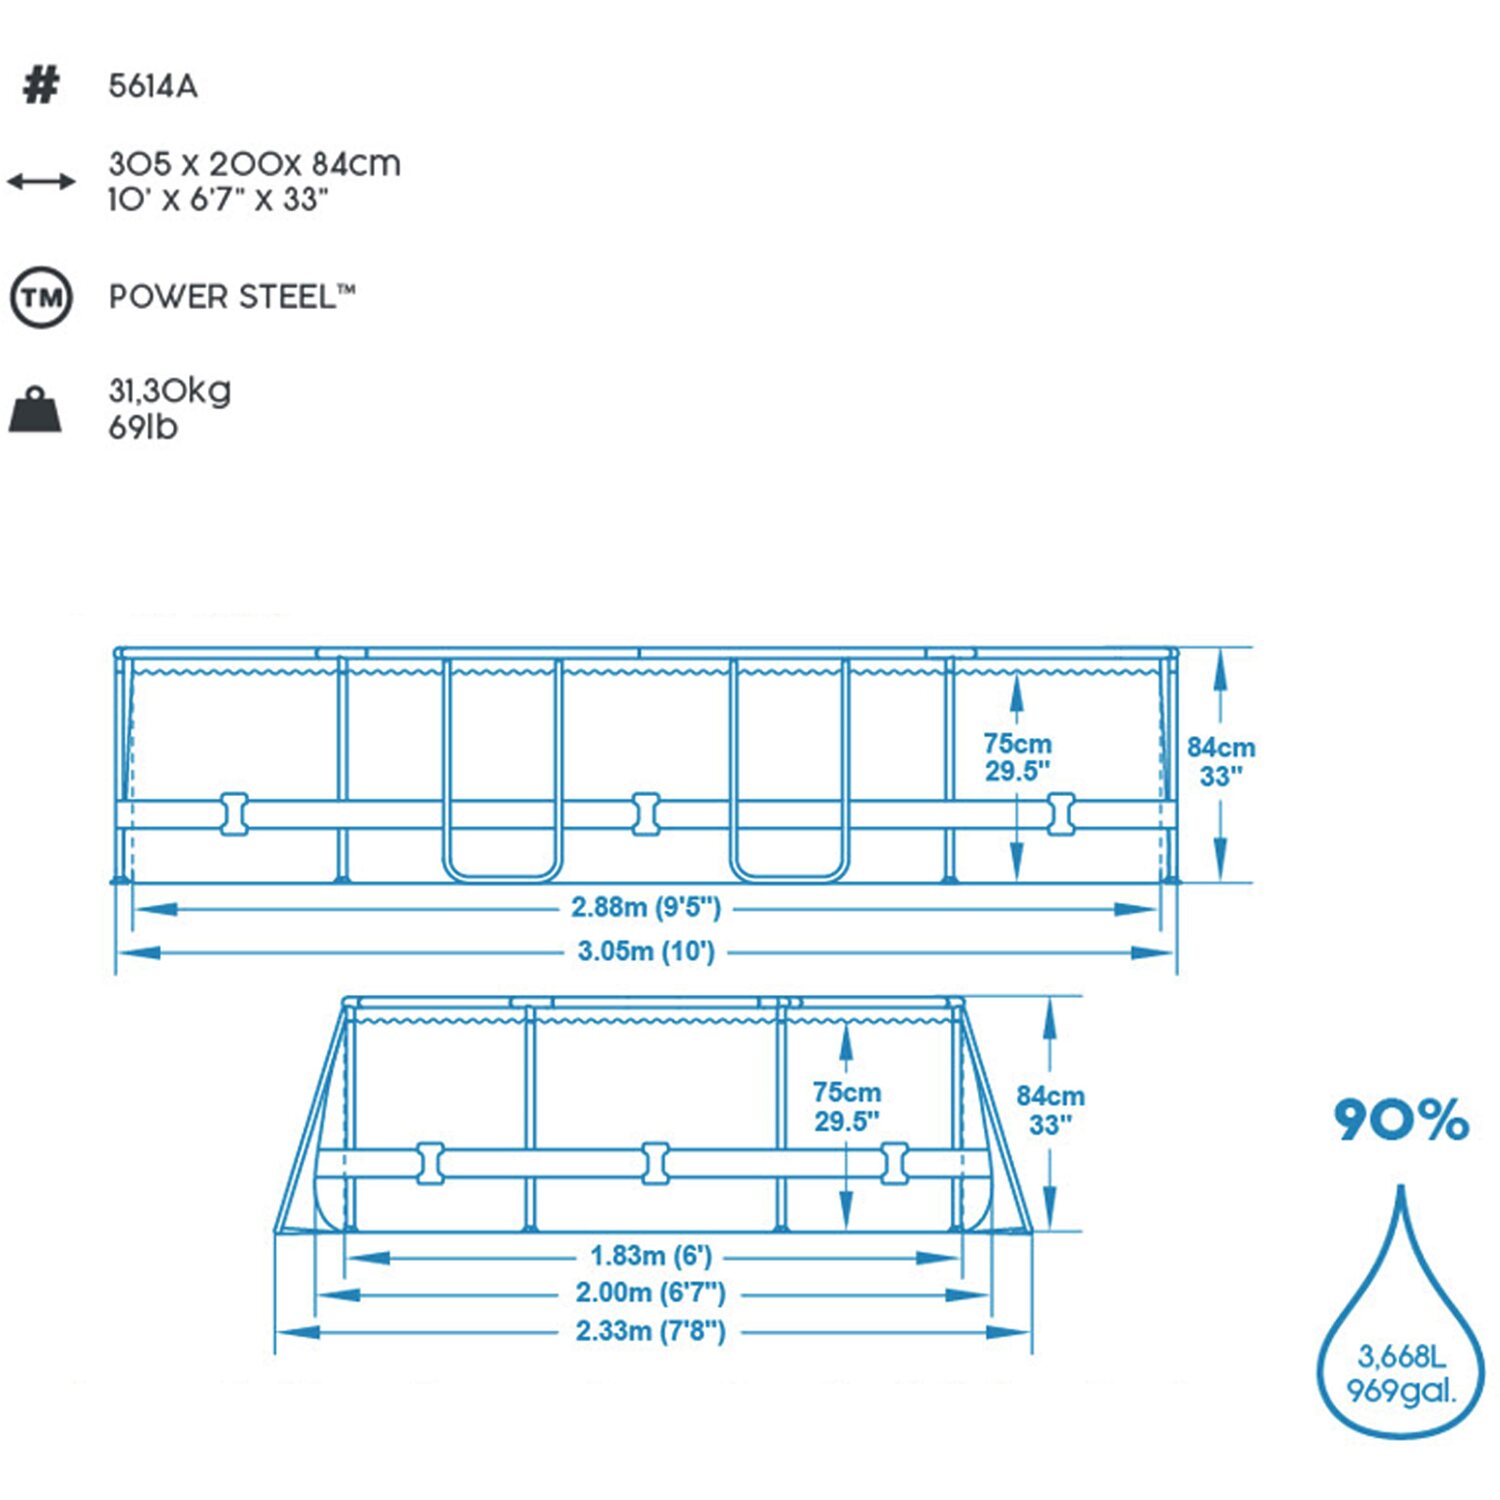 # 5614A
305 x 200x 84cm
10' x 6'7" x 33"
TM POWER STEEL™
31,30kg
69lb
75cm
29.5"
84cm
33"
2.88m (9'5")
3.05m (10')
75cm
29.5"
84cm
33"
1.83m (6')
2.00m (6'7")
2.33m (7'8")
90%
3,668L
969gal.